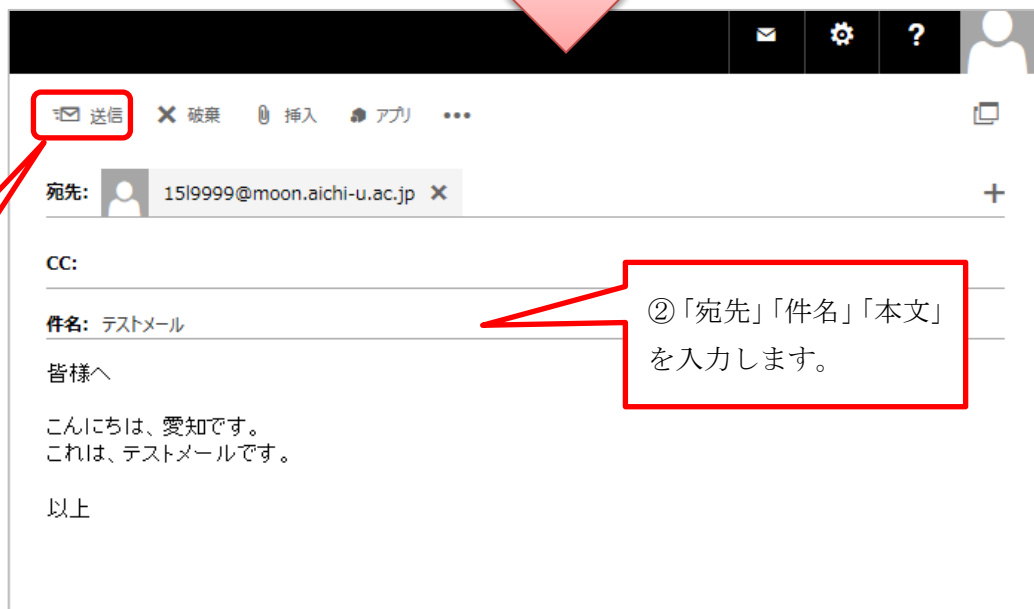 ?
送信 破棄 挿入 アプリ •••
宛先: 15l9999@moon.aichi-u.ac.jp ×
CC:
件名: テストメール
②「宛先」「件名」「本文」
を入力します。
皆様へ
こんにちは、愛知です。
これは、テストメールです。
以上